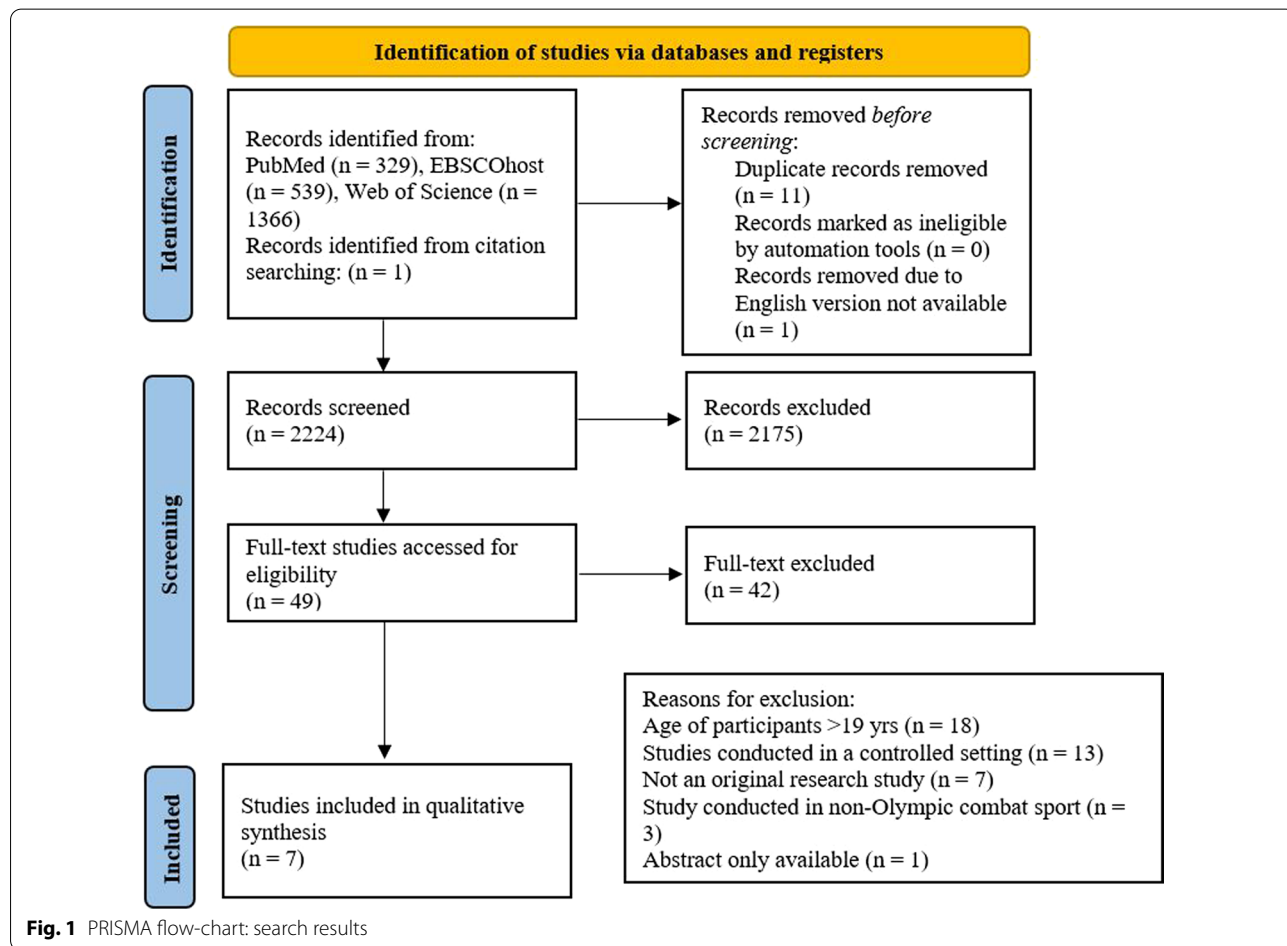 Identification of studies via databases and registers
Identification
Records identified from:
PubMed (n = 329), EBSCOhost
(n = 539), Web of Science (n =
1366)
Records identified from citation
searching: (n = 1)
Records removed before
screening:
Duplicate records removed
(n = 11)
Records marked as ineligible
by automation tools (n = 0)
Records removed due to
English version not available
(n = 1)
Screening
Records screened
(n = 2224)
Records excluded
(n = 2175)
Full-text studies accessed for
eligibility
(n = 49)
Full-text excluded
(n = 42)
Reasons for exclusion:
Age of participants >19 yrs (n = 18)
Studies conducted in a controlled setting (n = 13)
Not an original research study (n = 7)
Study conducted in non-Olympic combat sport (n =
3)
Abstract only available (n = 1)
Included
Studies included in qualitative
synthesis
(n = 7)
Fig. 1 PRISMA flow-chart: search results